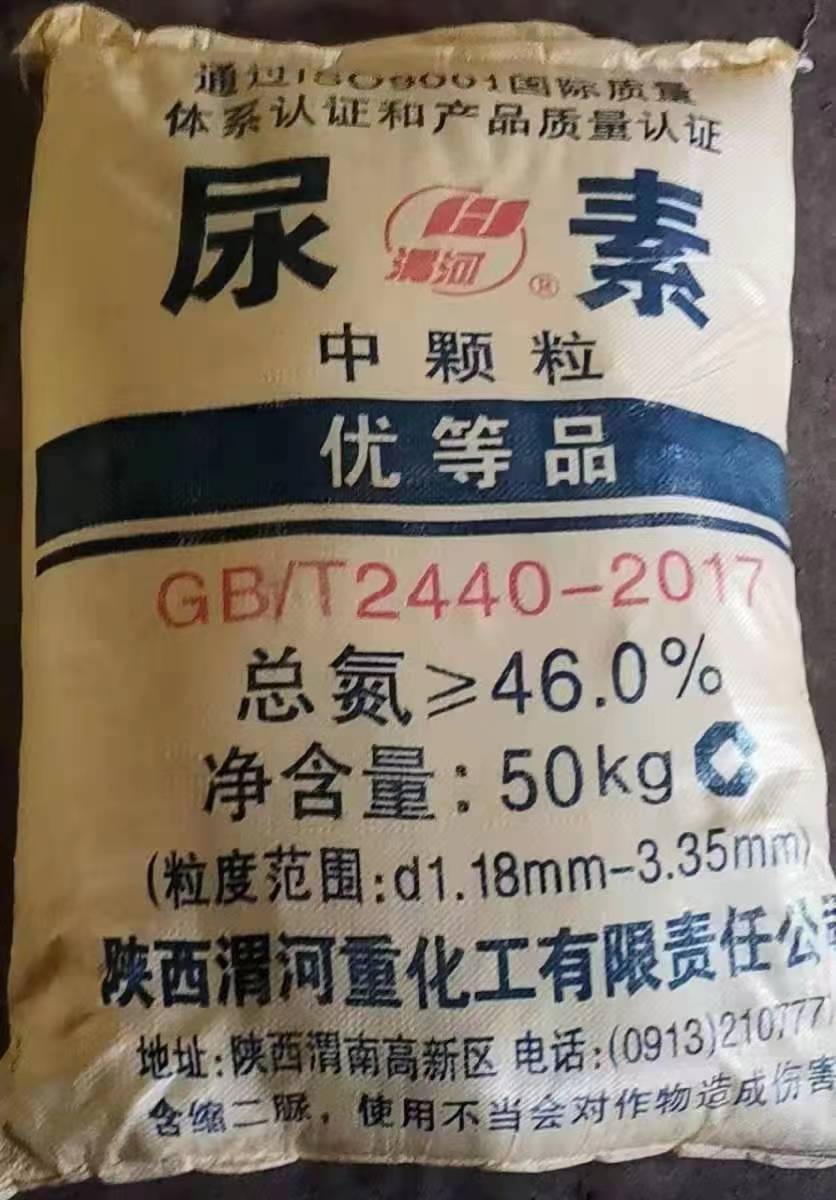 通过ISO9001国际质量
体系认证和产品质量认证
尿 渭河® 素
中颗粒
优等品
GB/T2440-2017
总氮≥46.0%
净含量:50kg
(粒度范围:d1.18mm-3.35mm)
陕西渭河重化工有限责任公司
地址:陕西渭南高新区 电话:(0913)2107771
含缩二脲，使用不当会对作物造成伤害